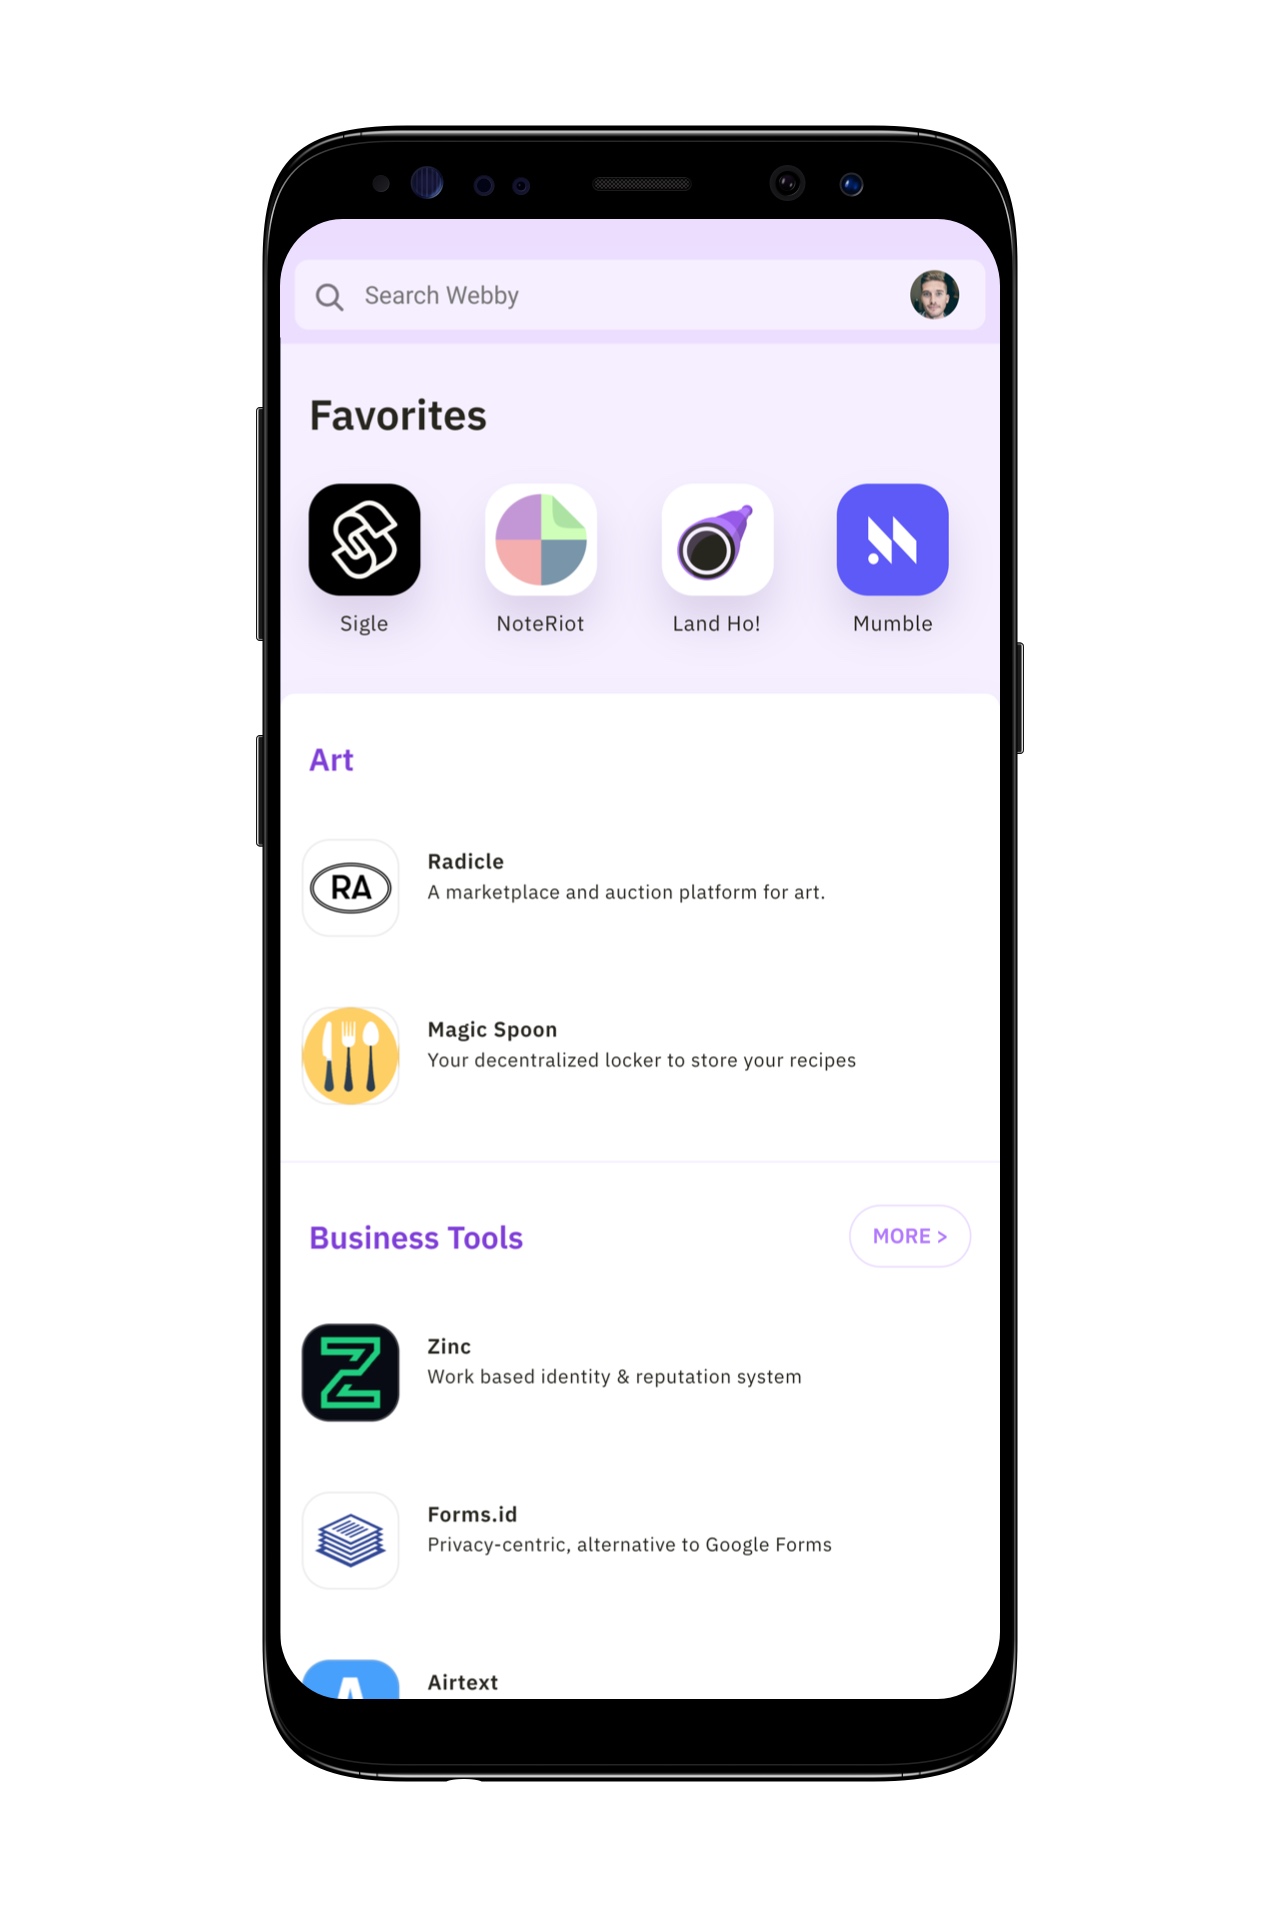 Search Webby
Favorites
Sigle
NoteRiot
Land Ho!
Mumble
Art
RA
Radicle
A marketplace and auction platform for art.
Magic Spoon
Your decentralized locker to store your recipes
Business Tools
MORE >
Z
Zinc
Work based identity & reputation system
Forms.id
Privacy-centric, alternative to Google Forms
A
Airtext